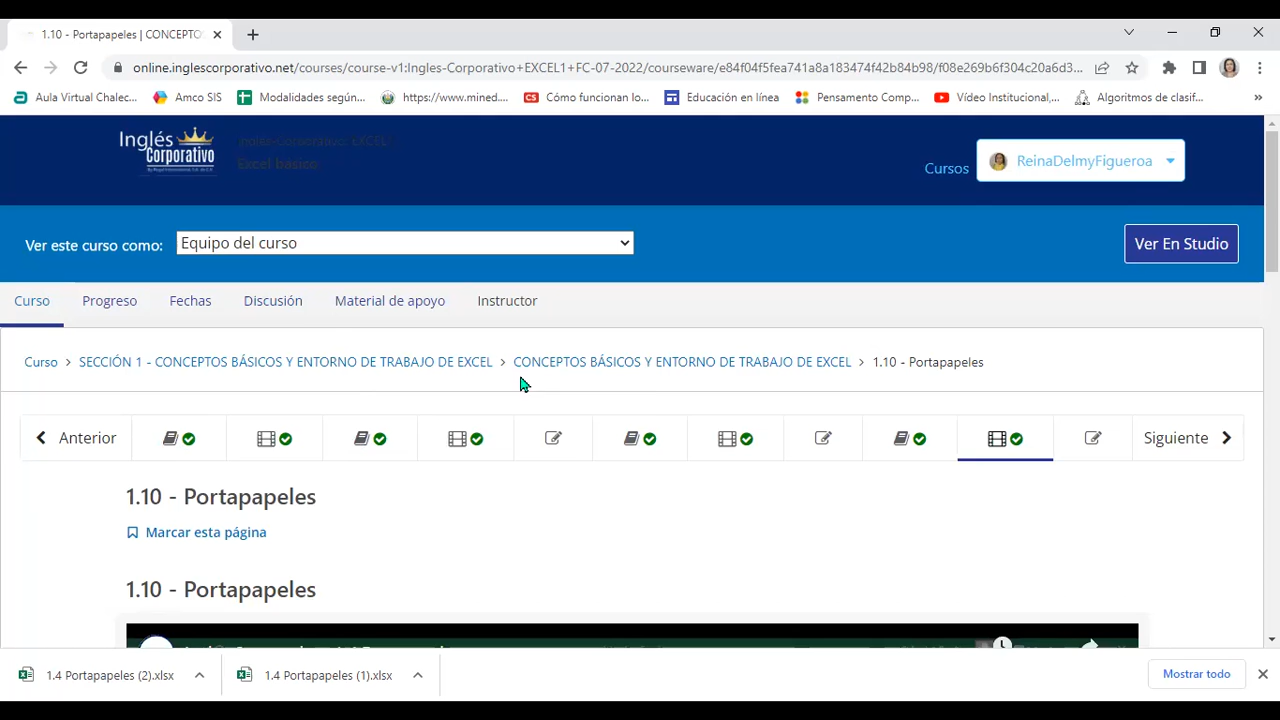 1.10 - Portapapeles | CONCEPTO
online.inglescorporativo.net/courses/course-v1:Ingles-Corporativo+EXCEL1+FC-07-2022/courseware/e84f04f5fea741a8a183474f42b84b98/f08e269b6f304c20a6d3...
Aula Virtual Chalec... Amco SIS Modalidades según... https://www.mined.... Cómo funcionan lo... Educación en línea Pensamento Comp... Vídeo Institucional,... Algoritmos de clasif... »
Inglés Corporativo
Ingles-Corporativo: EXCEL1
Excel básico
Cursos
ReinaDelmyFigueroa
Ver este curso como: Equipo del curso
Ver En Studio
Curso Progreso Fechas Discusión Material de apoyo Instructor
Curso > SECCIÓN 1 - CONCEPTOS BÁSICOS Y ENTORNO DE TRABAJO DE EXCEL > CONCEPTOS BÁSICOS Y ENTORNO DE TRABAJO DE EXCEL > 1.10 - Portapapeles
Anterior Siguiente
1.10 - Portapapeles
Marcar esta página
1.10 - Portapapeles
1.4 Portapapeles (2).xlsx 1.4 Portapapeles (1).xlsx Mostrar todo